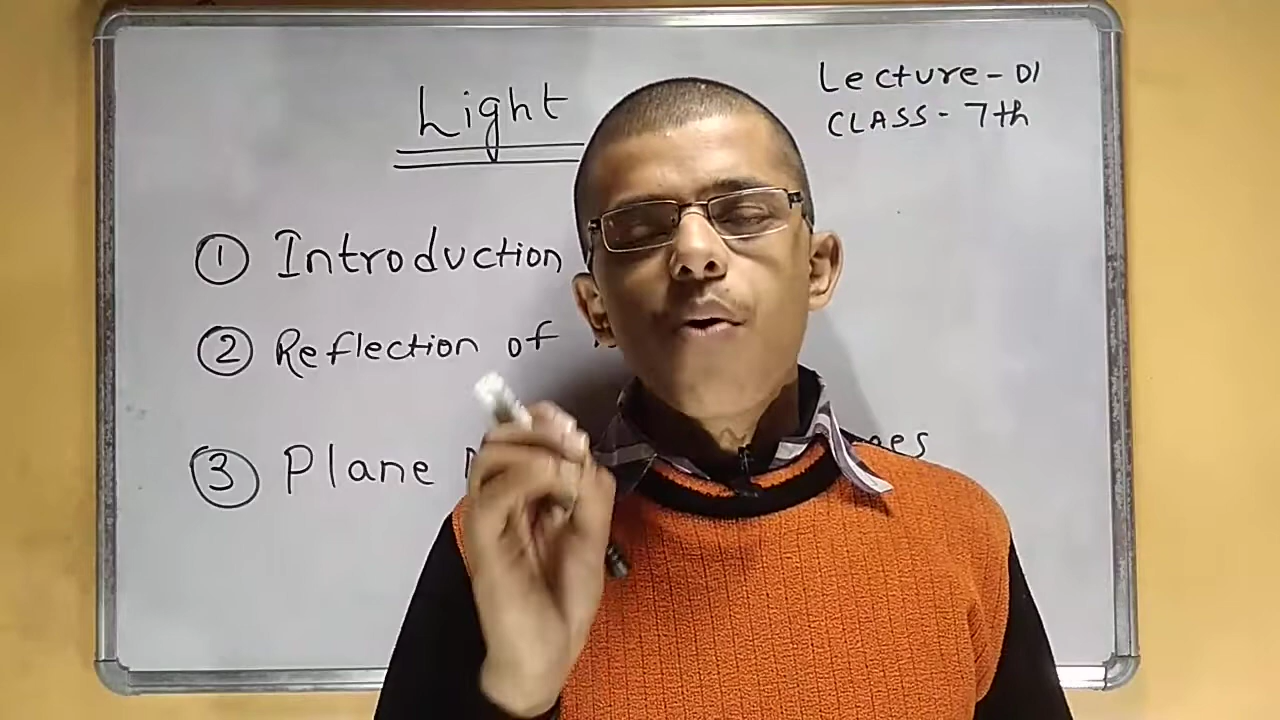 Light
Lecture-01
CLASS- 7th
① Introduction
② Reflection of
③ Plane